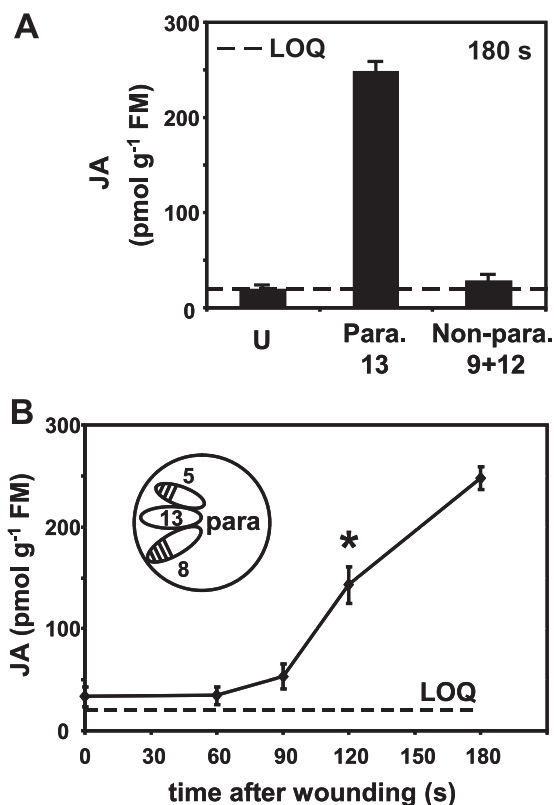 A
300
200
100
0
JA
(pmol g-1 FM)
LOQ
180 s
U
Para.
13
Non-para.
9+12
B
300
200
100
0
JA (pmol g-1 FM)
5
13
para
8
*
LOQ
0 30 60 90 120 150 180
time after wounding (s)